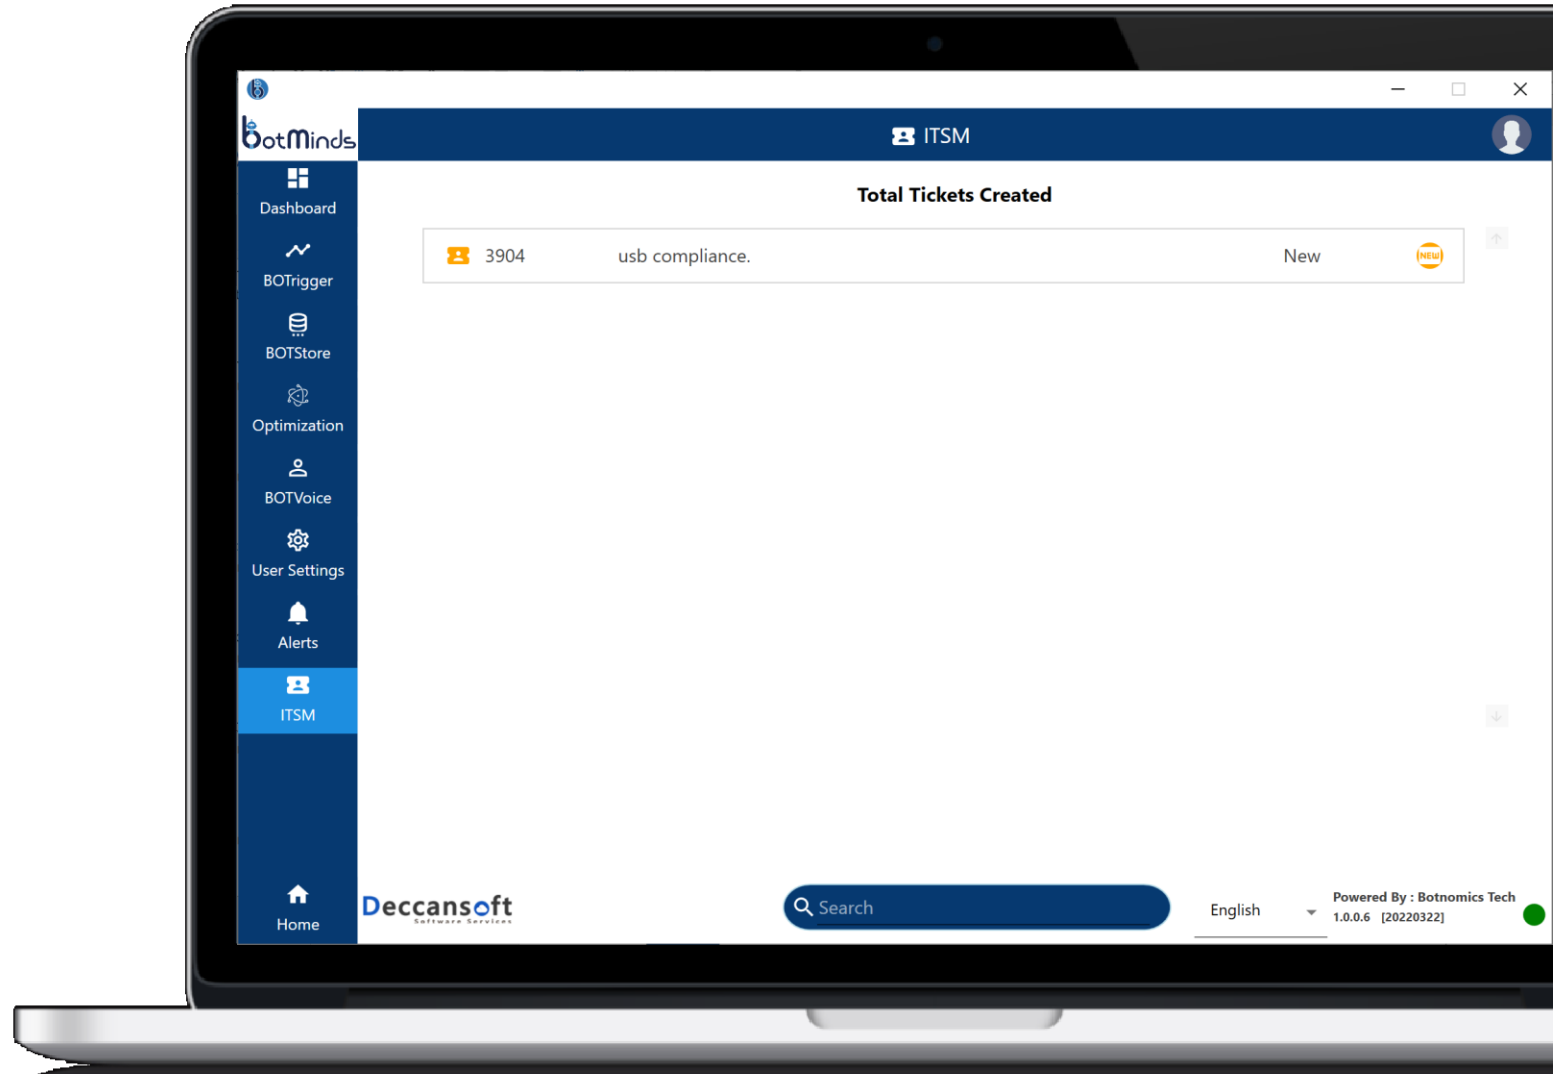 botMinds
ITSM
Total Tickets Created
3904 usb compliance. New NEW
Dashboard
BOTrigger
BOTStore
Optimization
BOTVoice
User Settings
Alerts
ITSM
Home
Deccansoft
Software Services
Search
English
Powered By : Botnomics Tech
1.0.0.6 [20220322]